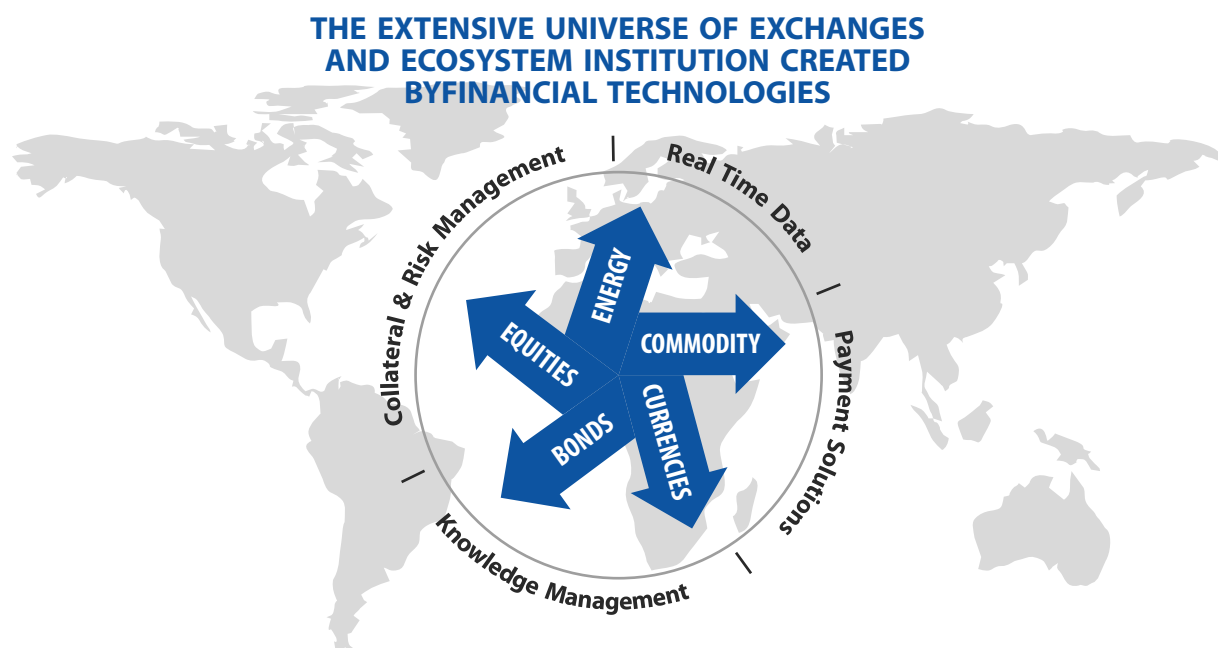 THE EXTENSIVE UNIVERSE OF EXCHANGES
AND ECOSYSTEM INSTITUTION CREATED
BYFINANCIAL TECHNOLOGIES
Collateral & Risk Management
Real Time Data
Payment Solutions
Knowledge Management
ENERGY
COMMODITY
CURRENCIES
BONDS
EQUITIES